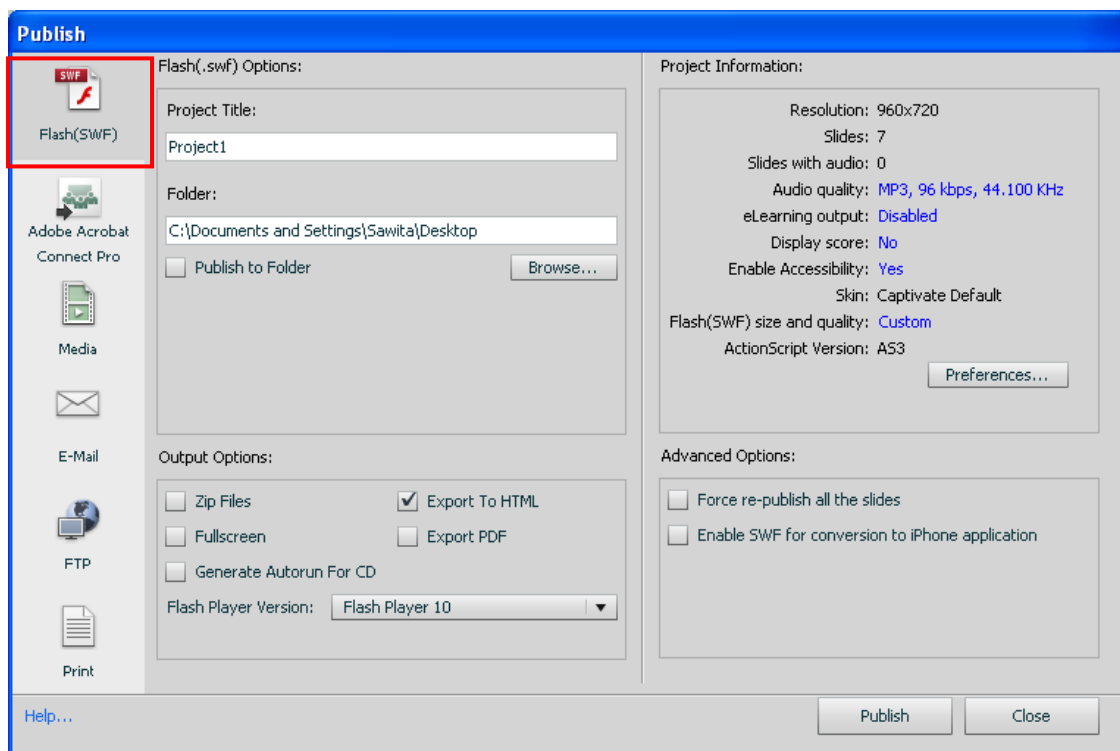 Publish
SWF
Flash(SWF)
Adobe Acrobat
Connect Pro
Media
E-Mail
FTP
Print
Flash(.swf) Options:
Project Title:
Project1
Folder:
C:\Documents and Settings\Sawita\Desktop
Publish to Folder
Browse...
Output Options:
Zip Files
Export To HTML
Fullscreen
Export PDF
Generate Autorun For CD
Flash Player Version: Flash Player 10
Project Information:
Resolution: 960x720
Slides: 7
Slides with audio: 0
Audio quality: MP3, 96 kbps, 44.100 KHz
eLearning output: Disabled
Display score: No
Enable Accessibility: Yes
Skin: Captivate Default
Flash(SWF) size and quality: Custom
ActionScript Version: AS3
Preferences...
Advanced Options:
Force re-publish all the slides
Enable SWF for conversion to iPhone application
Help...
Publish
Close